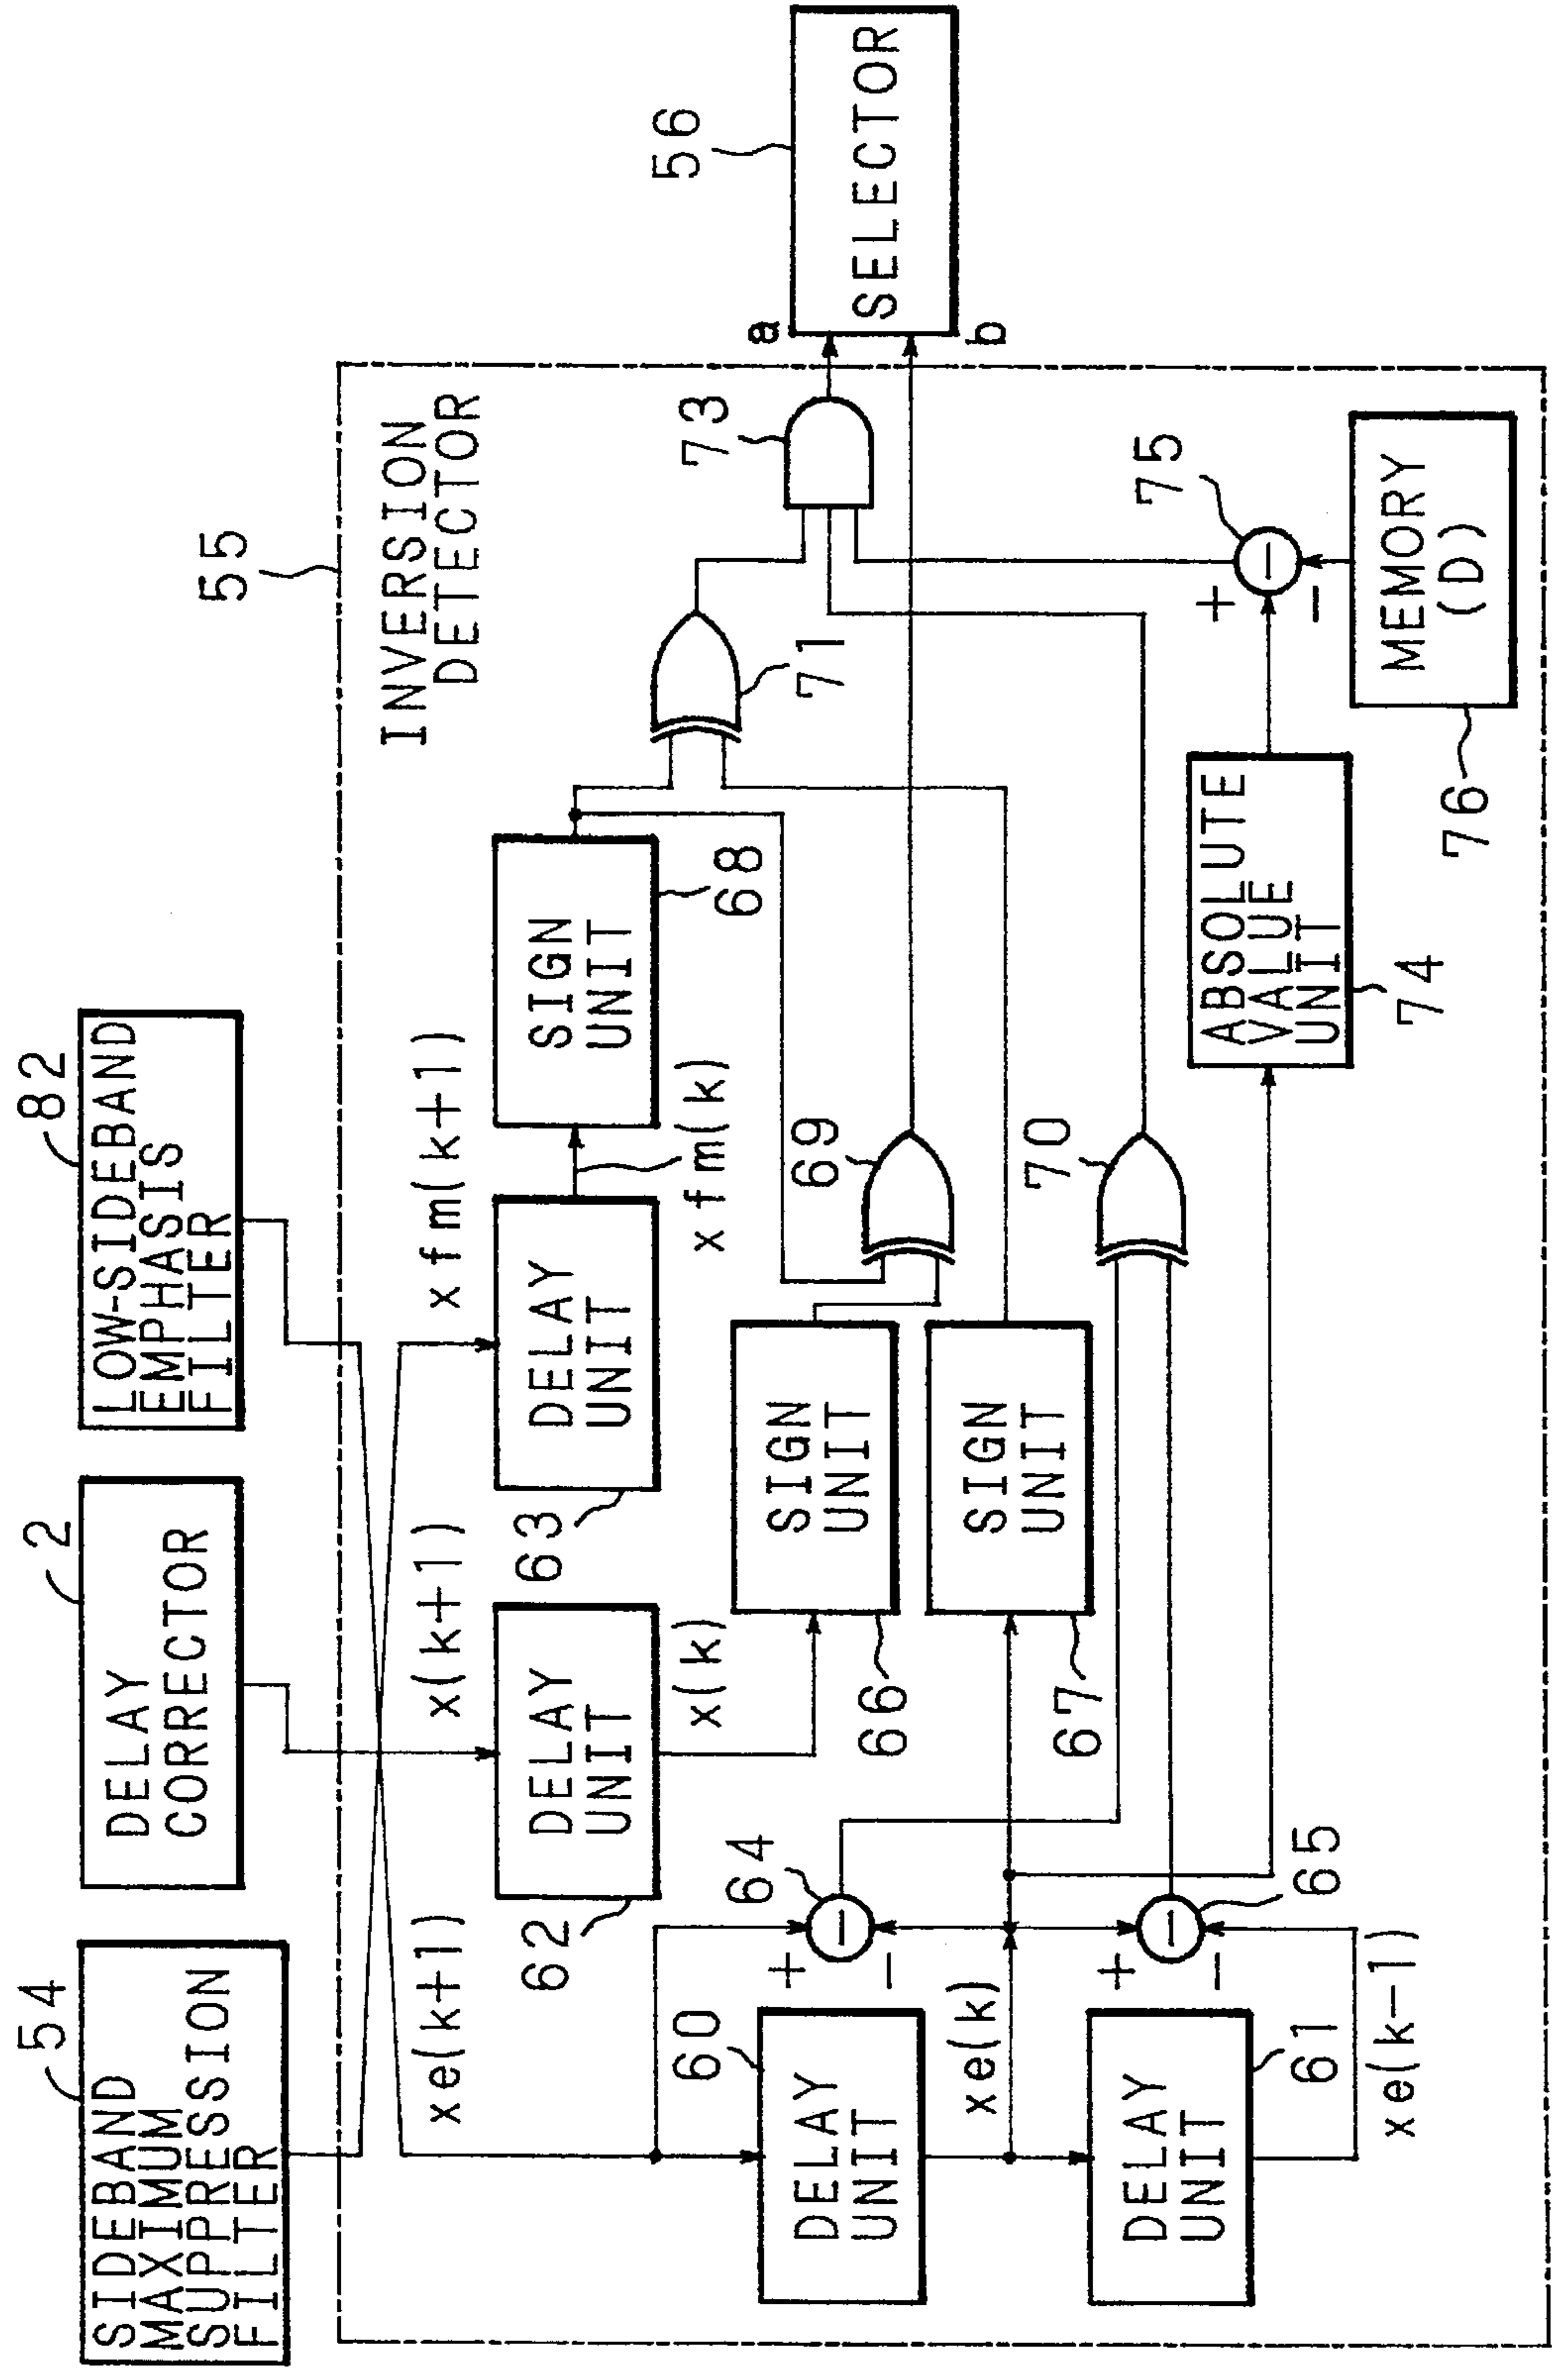 SIDEBAND
MAXIMUM
SUPPRESSION
FILTER
54
DELAY
CORRECTOR
2
LOW-SIDEBAND
EMPHASIS
FILTER
82
55
INVERSION
DETECTOR
xe(k+1)
x(k+1)
xfm(k+1)
DELAY
UNIT
62
x(k)
DELAY
UNIT
63
xfm(k)
SIGN
UNIT
68
71
73
a
b
SELECTOR
56
DELAY
UNIT
60
+
−
−
64
SIGN
UNIT
66
69
xe(k)
SIGN
UNIT
67
70
DELAY
UNIT
61
+
−
−
65
xe(k−1)
ABSOLUTE
VALUE
UNIT
74
+
−
−
75
MEMORY
(D)
76